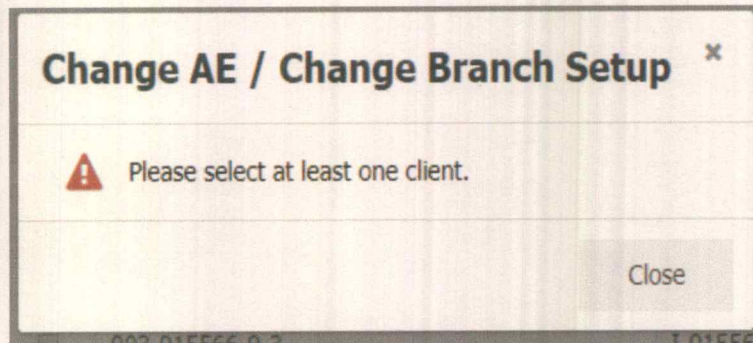 Change AE / Change Branch Setup ×
Please select at least one client.
Close